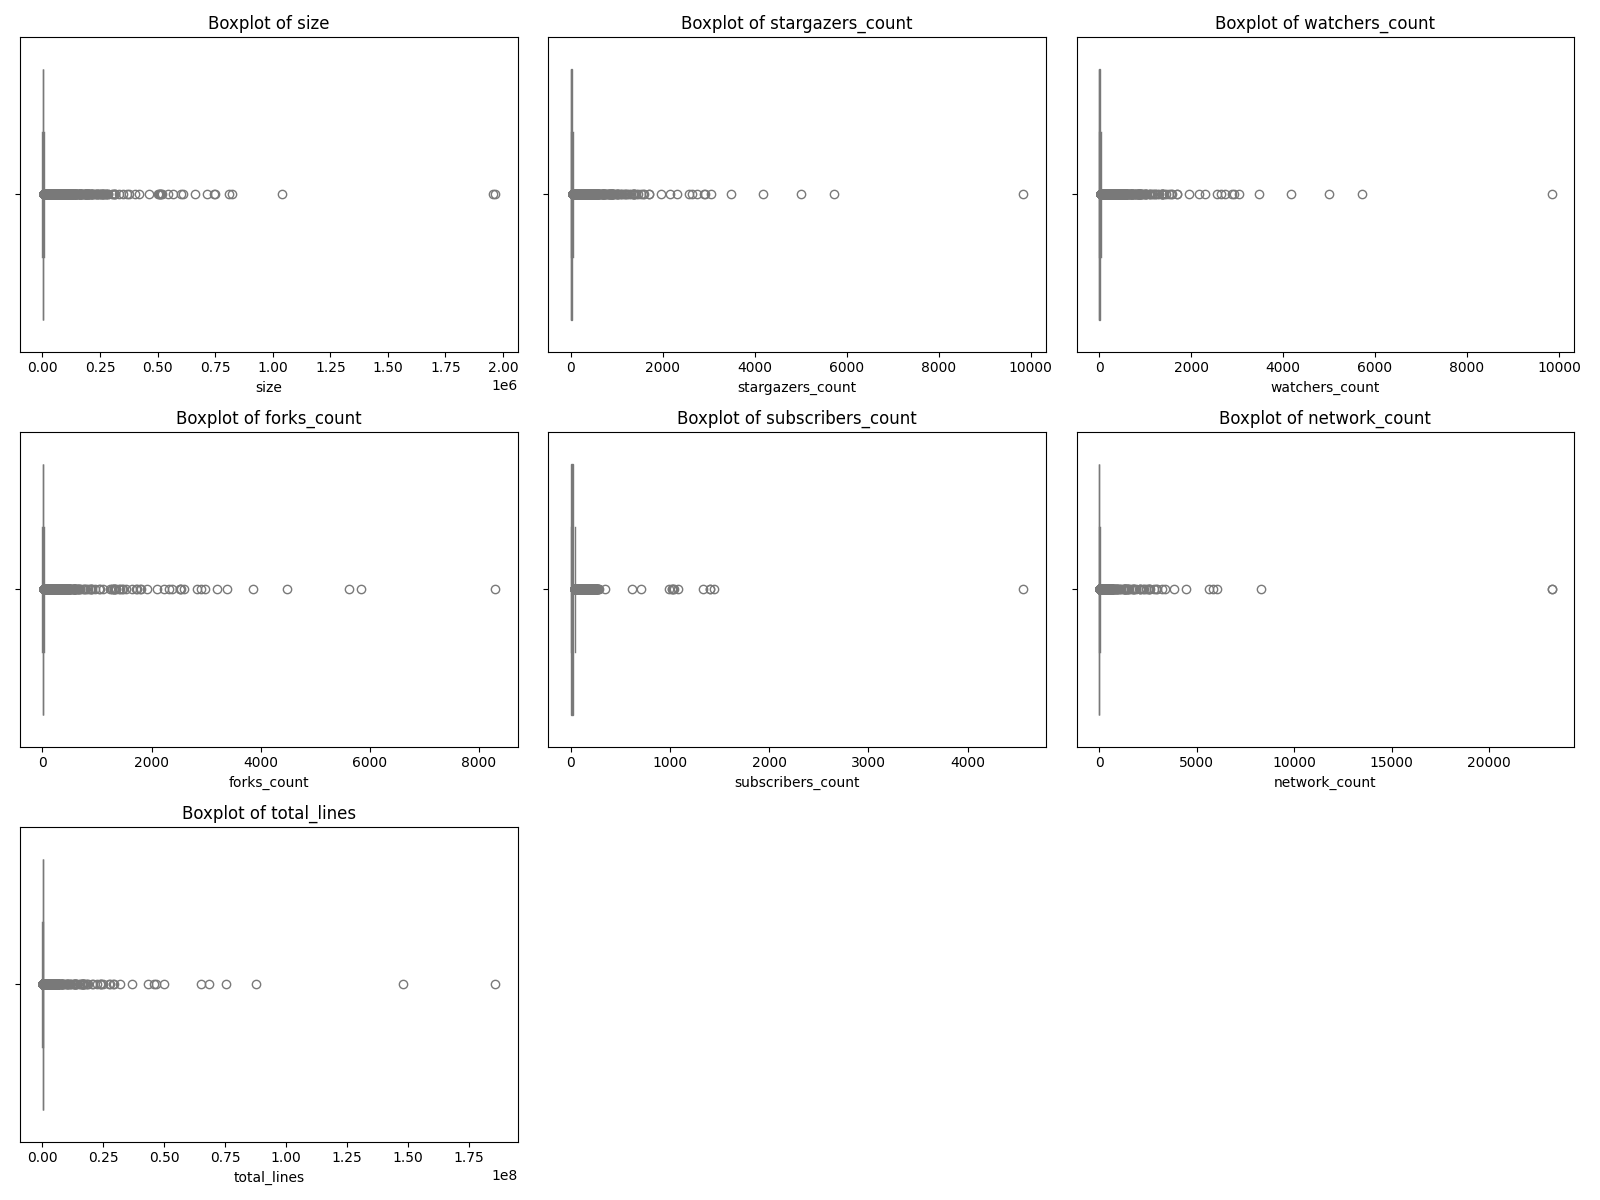 Boxplot of size
Boxplot of stargazers_count
Boxplot of watchers_count
0.00 0.25 0.50 0.75 1.00 1.25 1.50 1.75 2.00
0 2000 4000 6000 8000 10000
0 2000 4000 6000 8000 10000
1e6
size
stargazers_count
watchers_count
Boxplot of forks_count
Boxplot of subscribers_count
Boxplot of network_count
0 2000 4000 6000 8000
0 1000 2000 3000 4000
0 5000 10000 15000 20000
forks_count
subscribers_count
network_count
Boxplot of total_lines
0.00 0.25 0.50 0.75 1.00 1.25 1.50 1.75
1e8
total_lines